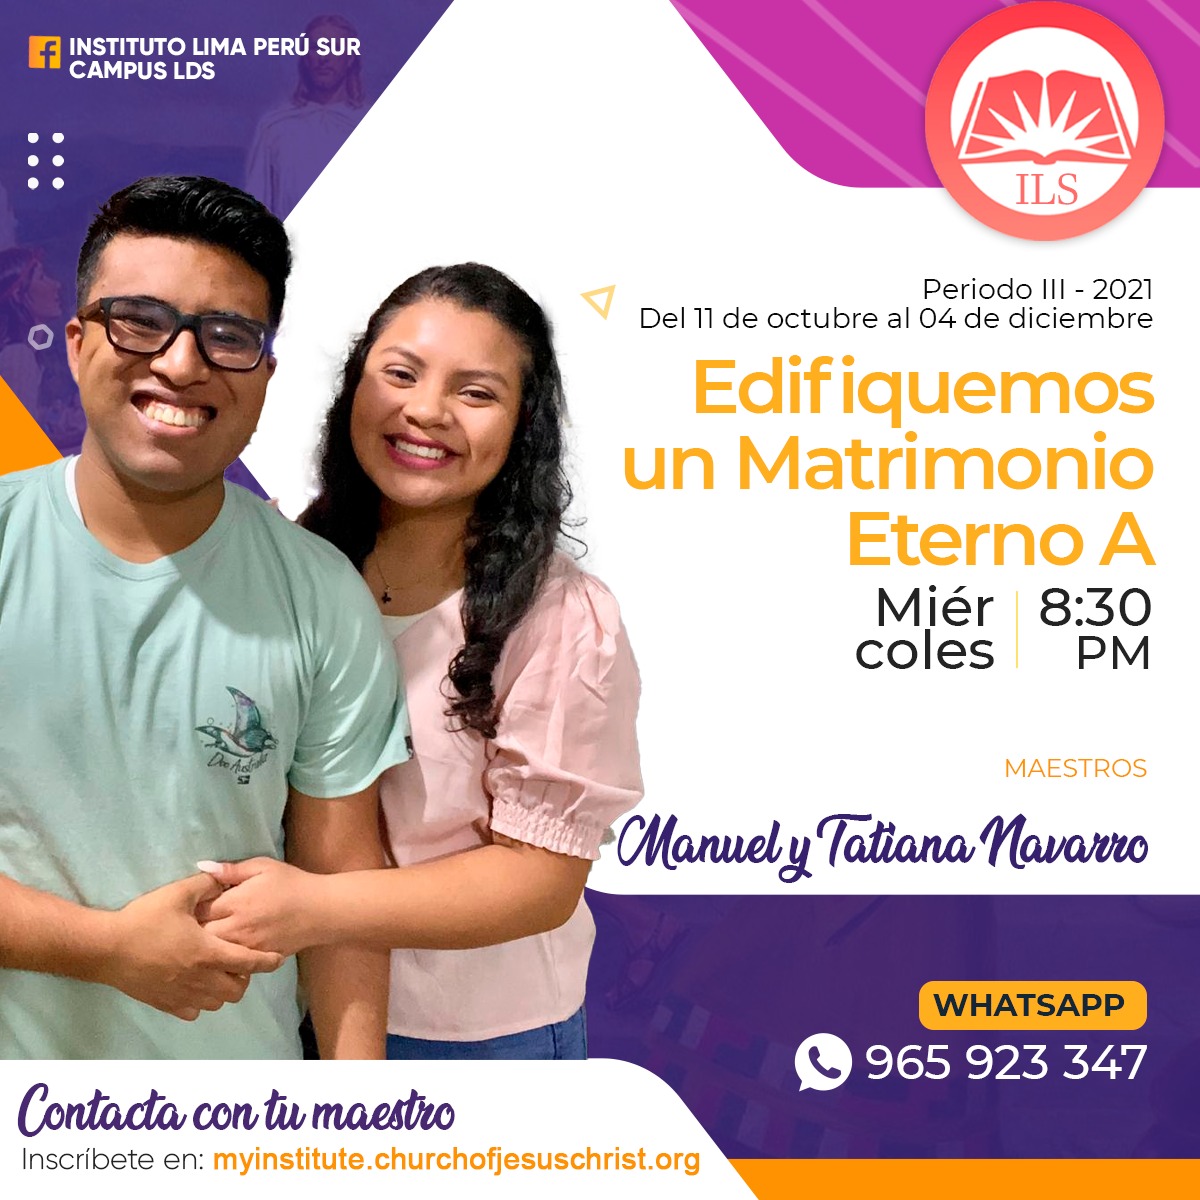 INSTITUTO LIMA PERÚ SUR
CAMPUS LDS
ILS
Periodo III - 2021
Del 11 de octubre al 04 de diciembre
Edifiquemos
un Matrimonio
Eterno A
Miér
coles
8:30
PM
MAESTROS
Manuel y Tatiana Navarro
WHATSAPP
965 923 347
Contacta con tu maestro
Inscríbete en: myinstitute.churchofjesuschrist.org